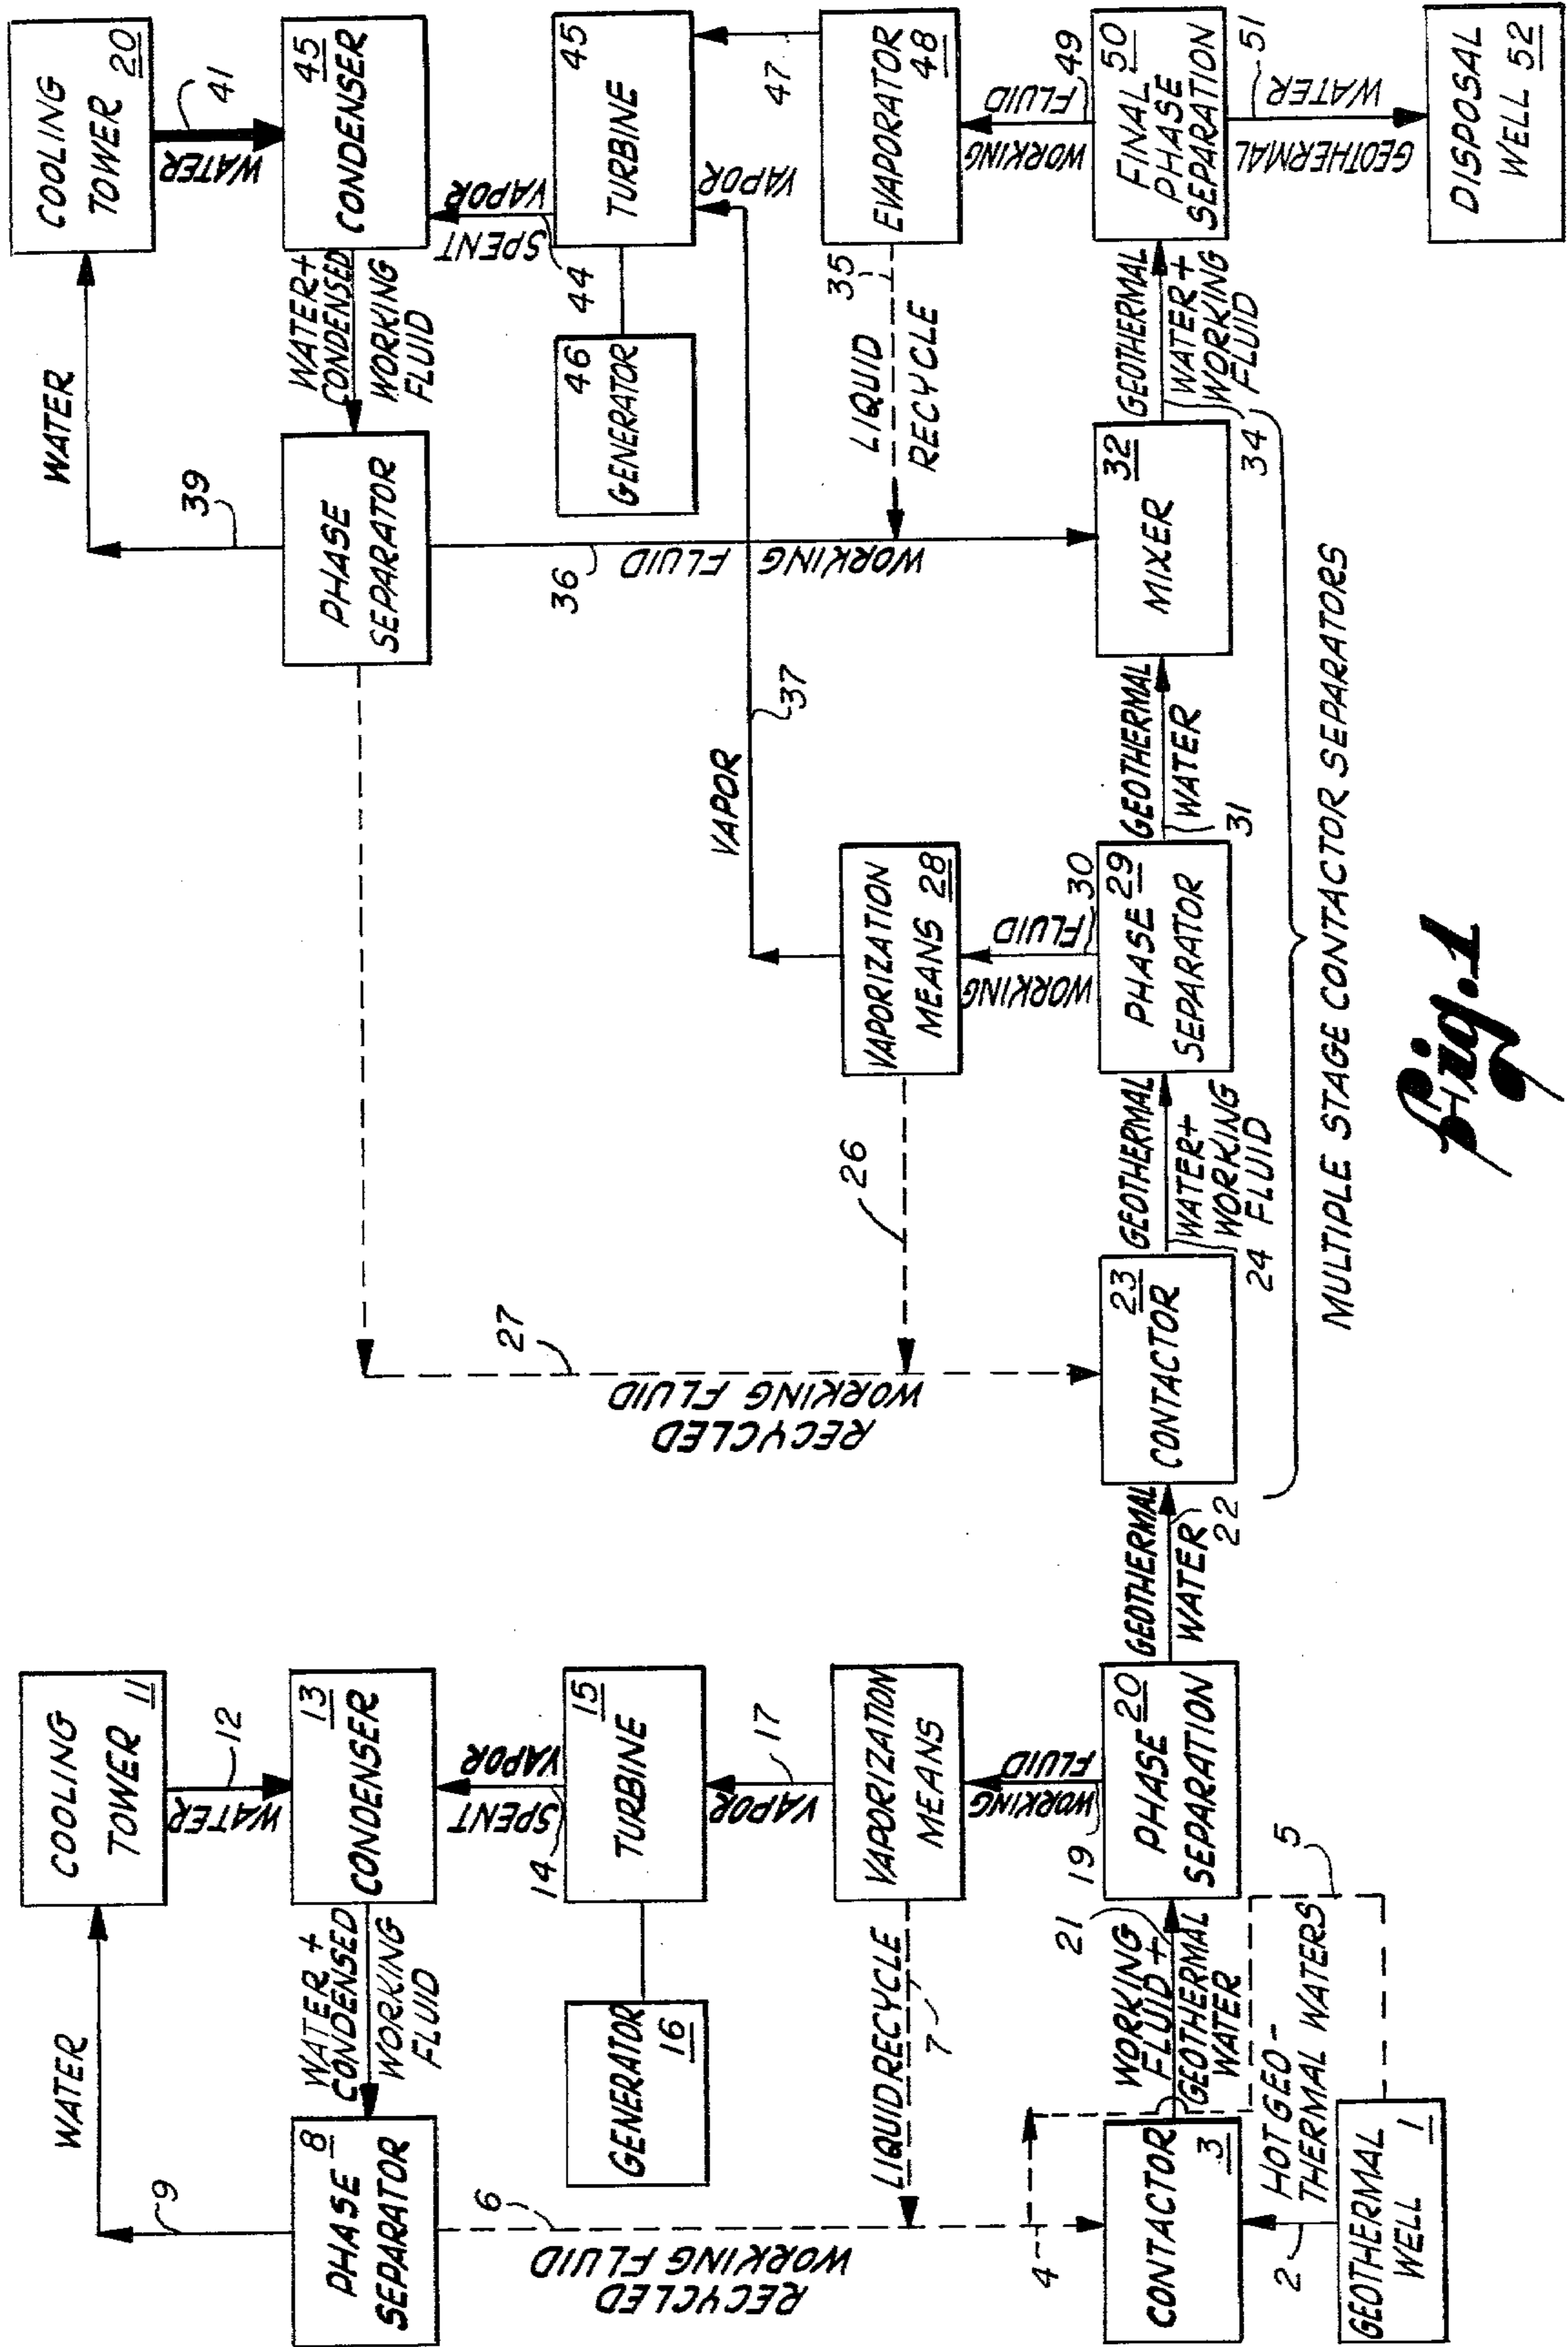 COOLING
TOWER 11
WATER
12
WATER
9
PHASE 8
SEPARATOR
WATER +
CONDENSED
WORKING
FLUID
13
CONDENSER
SPENT
VAPOR
14
15
TURBINE
GENERATOR
16
VAPOR
17
VAPORIZATION
MEANS
LIQUID RECYCLE
7
6
RECYCLED
WORKING FLUID
WORKING
FLUID
19
PHASE 20
SEPARATION
WORKING
FLUID +
GEOTHERMAL
WATER
21
4
CONTACTOR
3
2
HOT GEO-
THERMAL WATERS
5
GEOTHERMAL
WELL 1
GEOTHERMAL
WATER
22
23
CONTACTOR
GEOTHERMAL
WATER+
WORKING
FLUID
24
RECYCLED
WORKING FLUID
27
26
VAPORIZATION
MEANS 28
WORKING
FLUID
30
PHASE 29
SEPARATOR
GEOTHERMAL
WATER
31
VAPOR
37
32
MIXER
GEOTHERMAL
WATER+
WORKING
FLUID
34
MULTIPLE STAGE CONTACTOR SEPARATORS
COOLING
TOWER 20
WATER
41
WATER
39
PHASE
SEPARATOR
WATER+
CONDENSED
WORKING
FLUID
45
CONDENSER
SPENT
VAPOR
44
45
TURBINE
46
GENERATOR
36
WORKING FLUID
VAPOR
47
EVAPORATOR
48
35
LIQUID
RECYCLE
WORKING
FLUID
49
FINAL 50
PHASE
SEPARATION
GEOTHERMAL
WATER
51
DISPOSAL
WELL 52
Fig.1